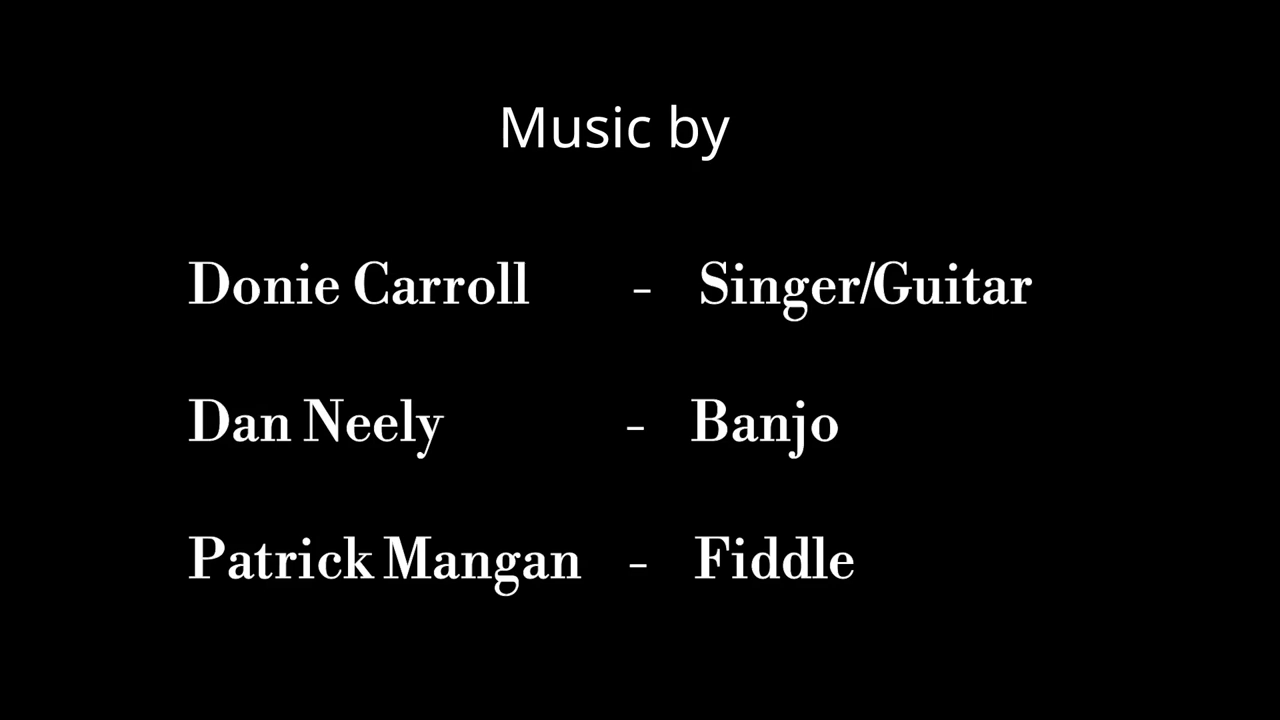 Music by
Donie Carroll - Singer/Guitar
Dan Neely - Banjo
Patrick Mangan - Fiddle